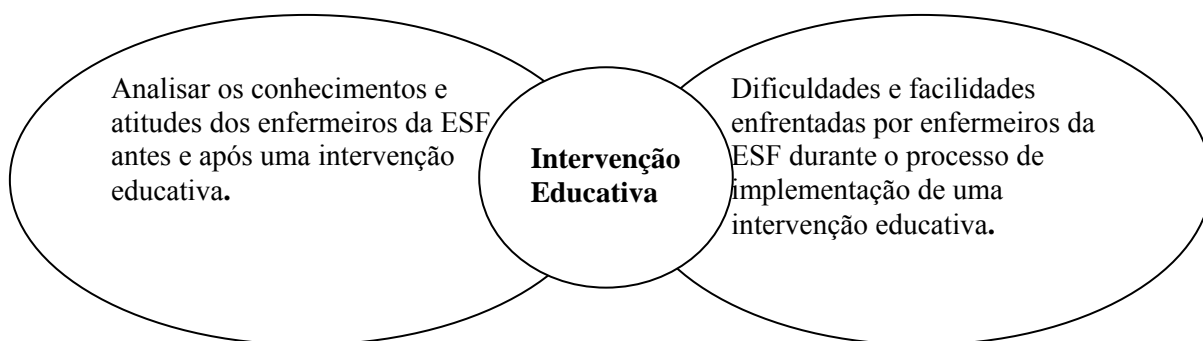 Analisar os conhecimentos e
atitudes dos enfermeiros da ESF
antes e após uma intervenção
educativa.
Intervenção
Educativa
Dificuldades e facilidades
enfrentadas por enfermeiros da
ESF durante o processo de
implementação de uma
intervenção educativa.